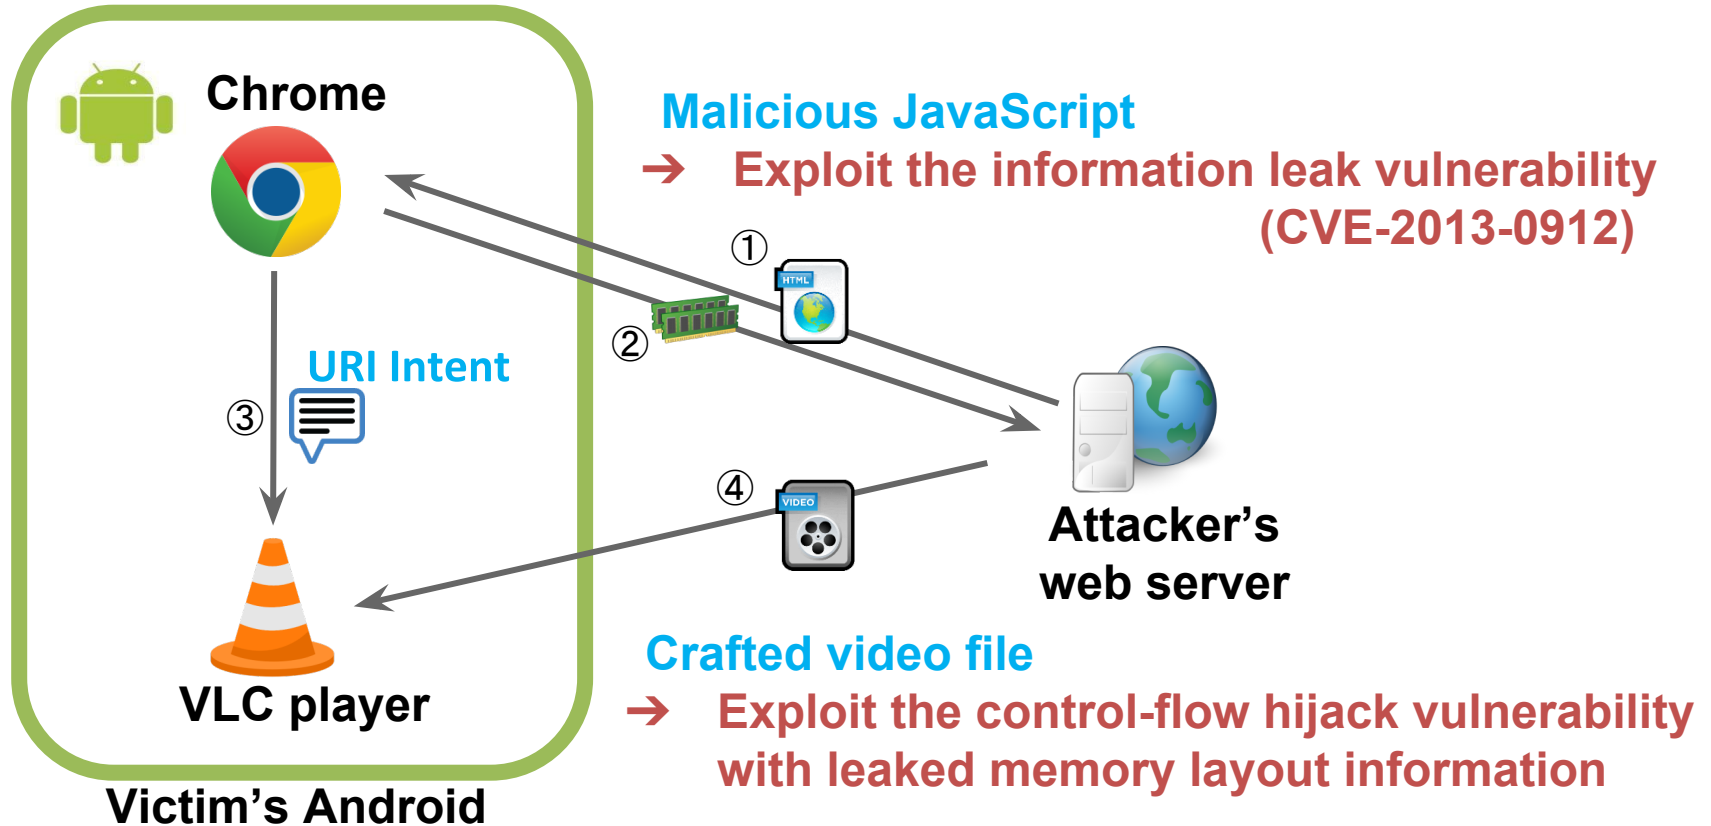 Chrome
Malicious JavaScript
➔ Exploit the information leak vulnerability
(CVE-2013-0912)
①
HTML
②
URI Intent
③
④
VIDEO
Attacker’s
web server
Crafted video file
VLC player
➔ Exploit the control-flow hijack vulnerability
with leaked memory layout information
Victim’s Android